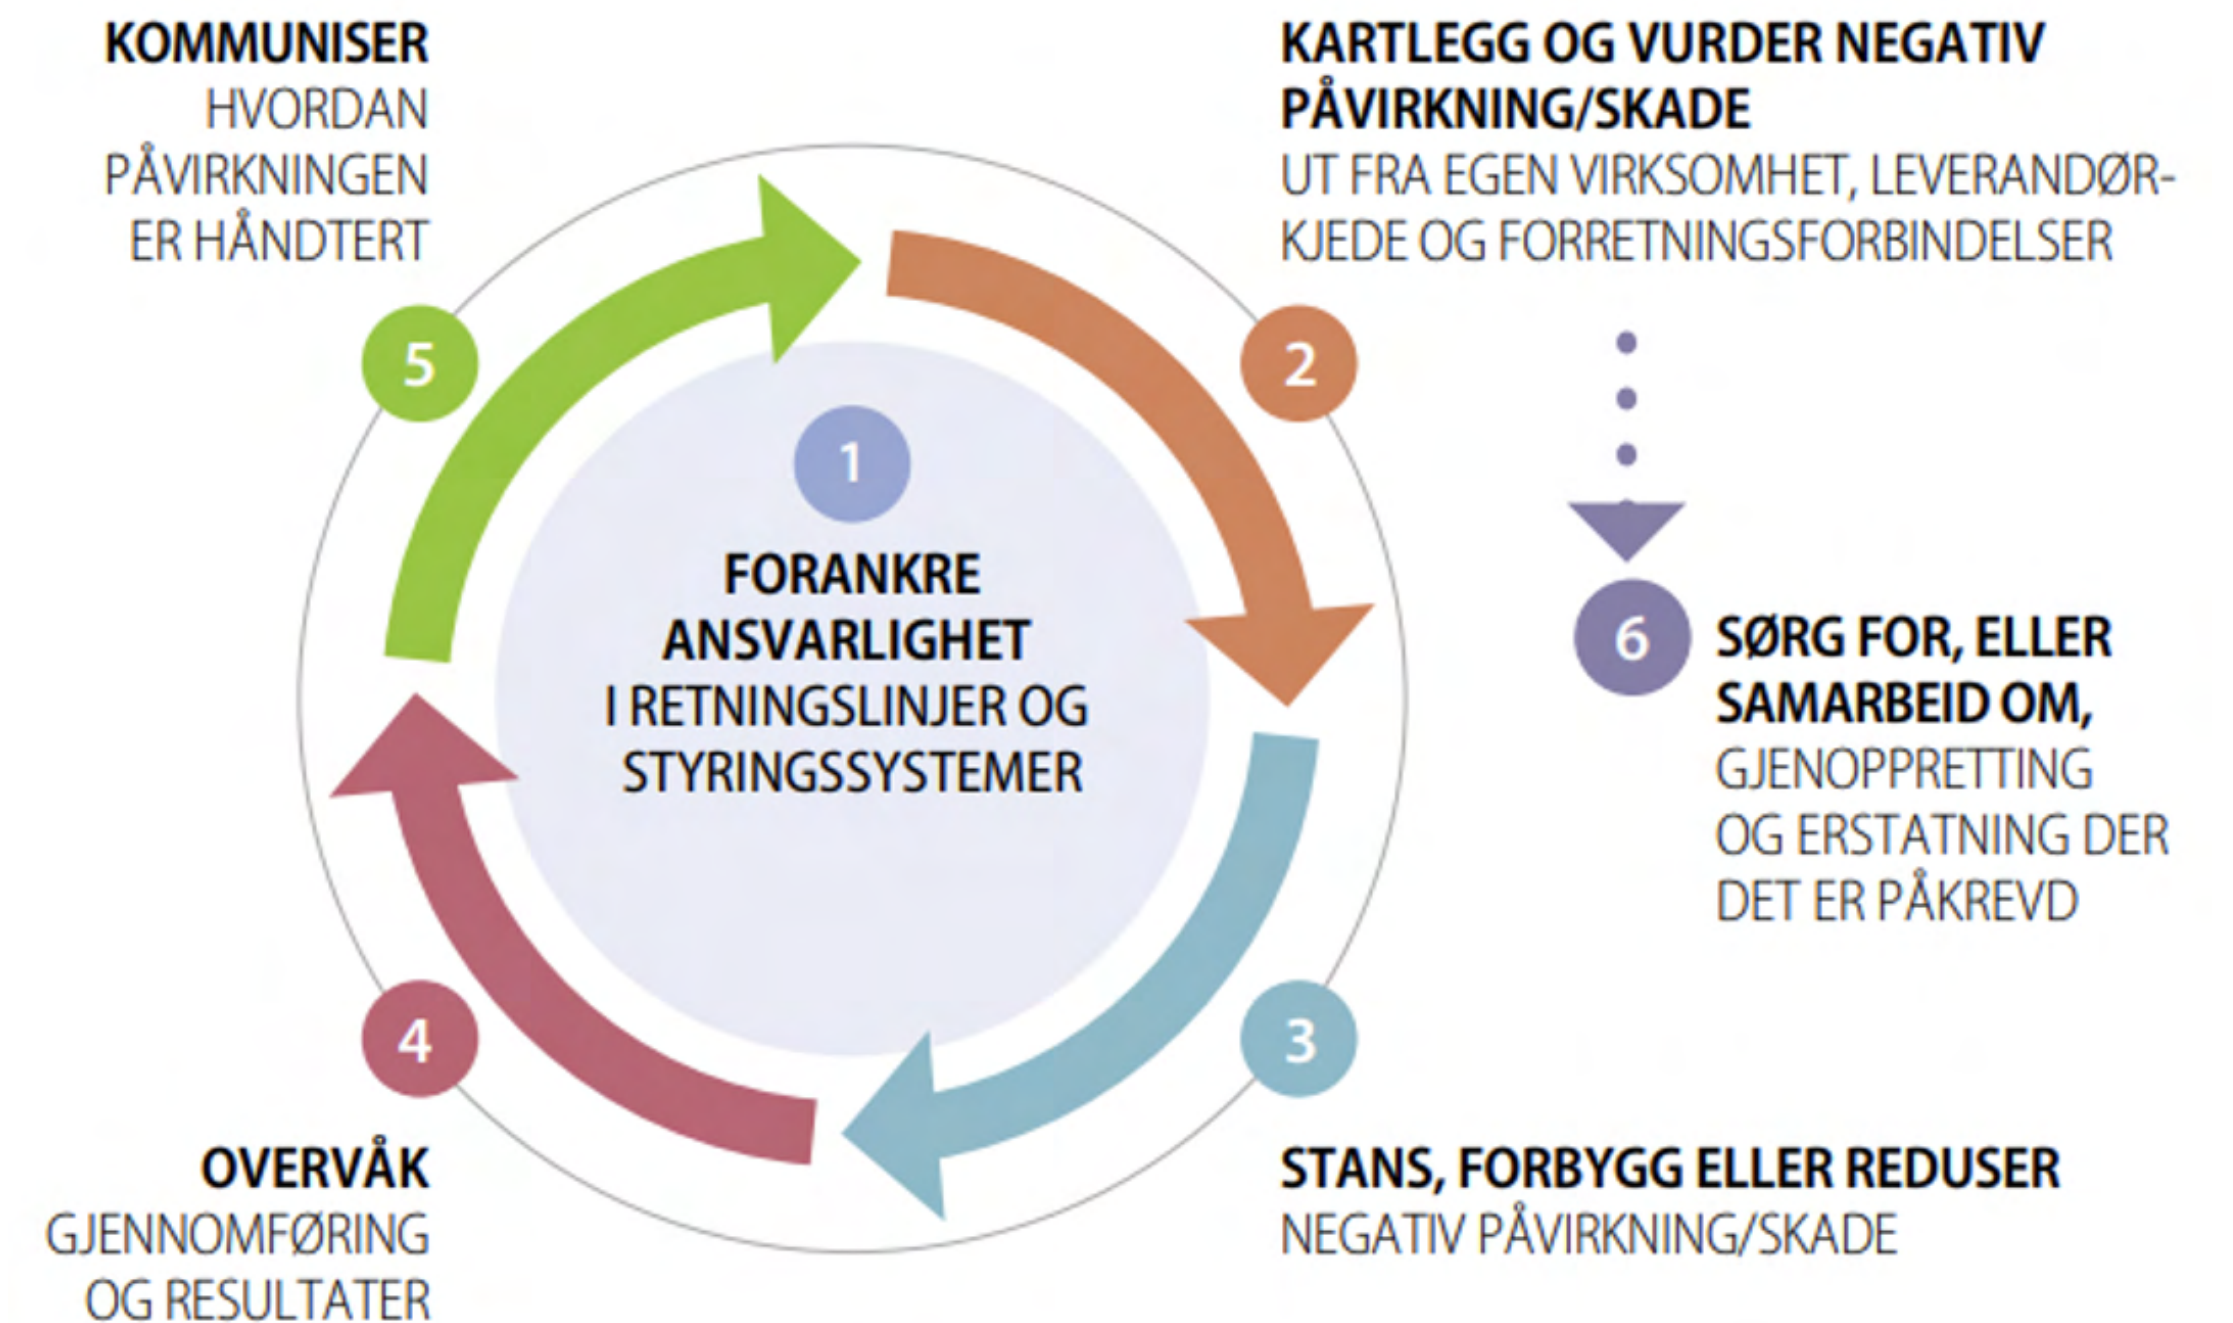 1
FORANKRE
ANSVARLIGHET
I RETNINGSLINJER OG
STYRINGSSYSTEMER
2
KARTLEGG OG VURDER NEGATIV
PÅVIRKNING/SKADE
UT FRA EGEN VIRKSOMHET, LEVERANDØR-
KJEDE OG FORRETNINGSFORBINDELSER
3
STANS, FORBYGG ELLER REDUSER
NEGATIV PÅVIRKNING/SKADE
4
OVERVÅK
GJENNOMFØRING
OG RESULTATER
5
KOMMUNISER
HVORDAN
PÅVIRKNINGEN
ER HÅNDTERT
6
SØRG FOR, ELLER
SAMARBEID OM,
GJENOPPRETTING
OG ERSTATNING DER
DET ER PÅKREVD